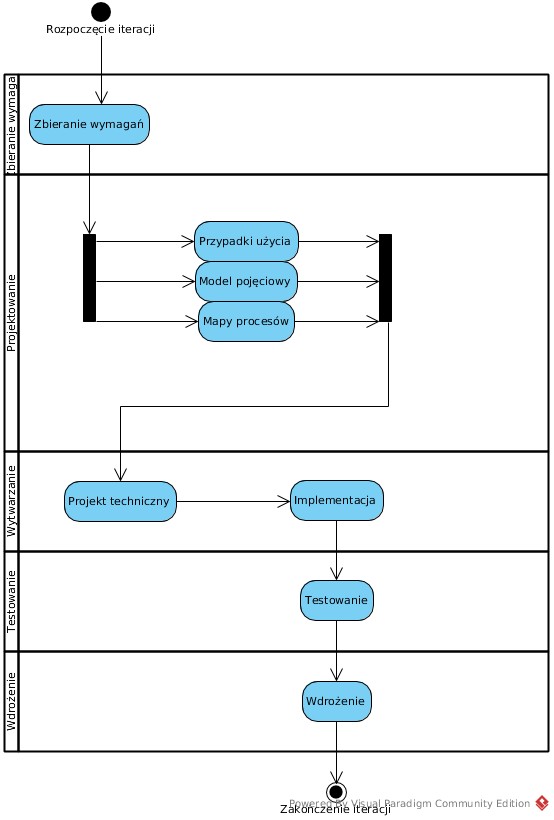 Rozpoczęcie iteracji
Zbieranie wymaga
Zbieranie wymagań
Projektowanie
Przypadki użycia
Model pojęciowy
Mapy procesów
Wytwarzanie
Projekt techniczny
Implementacja
Testowanie
Testowanie
Wdrożenie
Wdrożenie
Powered By Visual Paradigm Community Edition
Zakończenie iteracji